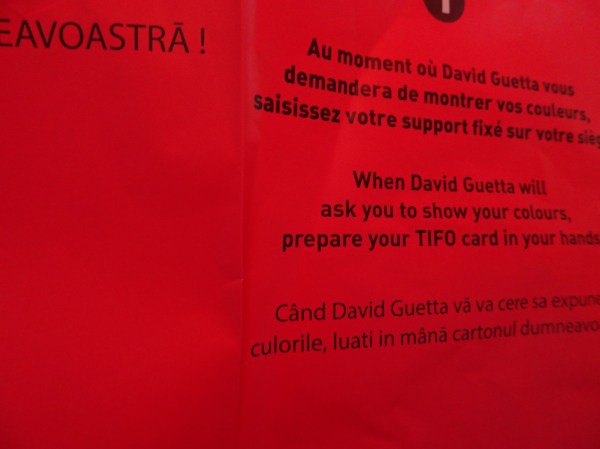 EAVOASTRĂ !
Au moment où David Guetta vous
demandera de montrer vos couleurs,
saisissez votre support fixé sur votre sièg
When David Guetta will
ask you to show your colours,
prepare your TIFO card in your hands
Când David Guetta vă va cere sa expune
culorile, luati in mână cartonul dumneavo